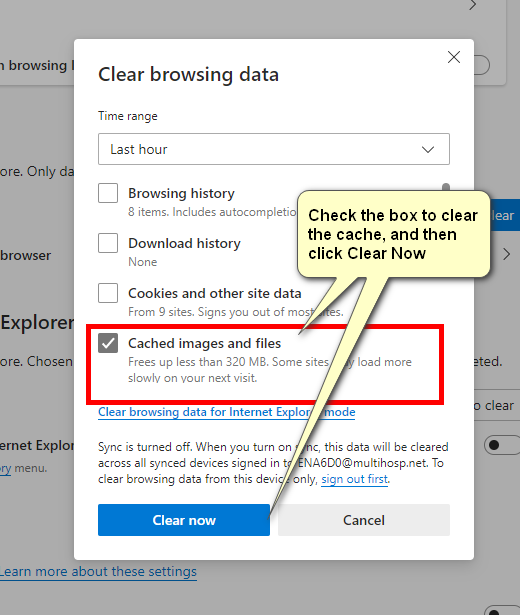 n browsing
Clear browsing data
Time range
Last hour
ore. Only da
Browsing history
8 items. Includes autocompletio
Check the box to clear
the cache, and then
click Clear Now
lear
Download history
None
browser
Cookies and other site data
From 9 sites. Signs you out of most sites.
Explorer
Cached images and files
Frees up less than 320 MB. Some sites may load more
slowly on your next visit.
ore. Chosen
eted.
Clear browsing data for Internet Explorer mode
o clear
ternet Explo
Sync is turned off. When you turn on sync, this data will be cleared
across all synced devices signed in to ENA6D0@multihosp.net. To
clear browsing data from this device only, sign out first.
ory menu.
Clear now
Cancel
Learn more about these settings